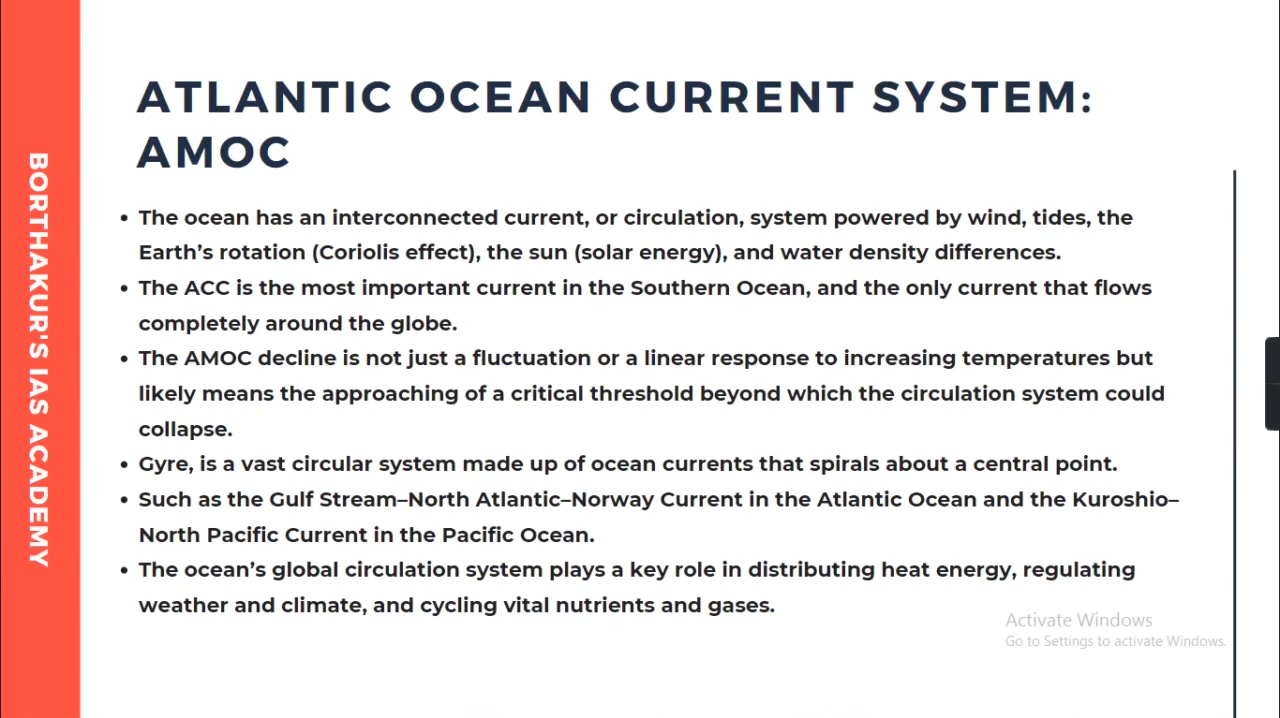 BORTHAKUR'S IAS ACADEMY
ATLANTIC OCEAN CURRENT SYSTEM:
AMOC
• The ocean has an interconnected current, or circulation, system powered by wind, tides, the
Earth’s rotation (Coriolis effect), the sun (solar energy), and water density differences.
• The ACC is the most important current in the Southern Ocean, and the only current that flows
completely around the globe.
• The AMOC decline is not just a fluctuation or a linear response to increasing temperatures but
likely means the approaching of a critical threshold beyond which the circulation system could
collapse.
• Gyre, is a vast circular system made up of ocean currents that spirals about a central point.
• Such as the Gulf Stream–North Atlantic–Norway Current in the Atlantic Ocean and the Kuroshio–
North Pacific Current in the Pacific Ocean.
• The ocean’s global circulation system plays a key role in distributing heat energy, regulating
weather and climate, and cycling vital nutrients and gases.
Activate Windows
Go to Settings to activate Windows.